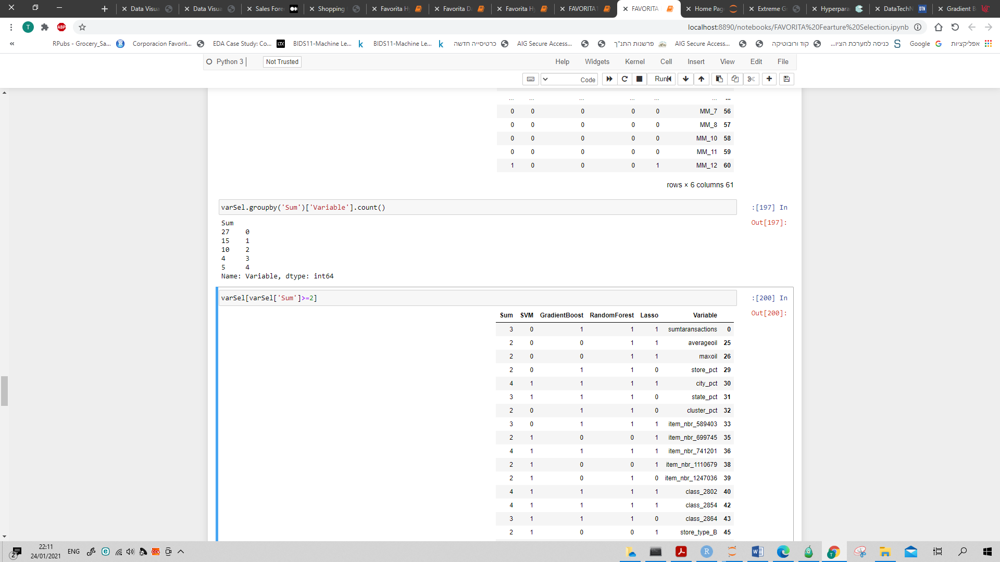 Data Visua
Data Visua
Sales Fore
Shopping
Favorita H
Favorita D
Favorita Hy
FAVORITA
FAVORITA
Home Pag
Extreme G
Hyperpara
DataTechN
Gradient B
localhost:8890/notebooks/FAVORITA%20Fearture%20Selection.ipynb
T
ABP
« RPubs - Grocery_Sa... Corporacion Favorit... EDA Case Study: Co... BIDS11-Machine Le... BIDS11-Machine Le... כרטיסייה חדשה AIG Secure Access... פרשנות התנ"ך AIG Secure Access... קוד ורובוטיקה כניסה למערכת הציו... Google אפליקציות
Python 3 Not Trusted Help Widgets Kernel Cell Insert View Edit File
Code Run
... ... ... ... ... ... ...
0 0 0 0 0 MM_7 56
0 0 0 0 0 MM_8 57
0 0 0 0 0 MM_10 58
0 0 0 0 0 MM_11 59
1 0 0 0 1 MM_12 60
rows × 6 columns 61
varSel.groupby('Sum')['Variable'].count() :[197] In
Out[197]:
Sum
27 0
15 1
10 2
4 3
5 4
Name: Variable, dtype: int64
varSel[varSel['Sum']>=2] :[200] In
Out[200]:
Sum SVM GradientBoost RandomForest Lasso Variable
3 0 1 1 1 sumtaransactions 0
2 0 0 1 1 averageoil 25
2 0 0 1 1 maxoil 26
2 0 1 1 0 store_pct 29
4 1 1 1 1 city_pct 30
3 1 1 1 0 state_pct 31
2 0 1 1 0 cluster_pct 32
3 0 1 1 1 item_nbr_589403 33
2 1 0 0 1 item_nbr_699745 35
4 1 1 1 1 item_nbr_741201 36
2 1 0 0 1 item_nbr_1110679 38
2 1 0 1 0 item_nbr_1247036 39
4 1 1 1 1 class_2802 40
4 1 1 1 1 class_2854 42
3 1 1 1 0 class_2864 43
2 1 0 0 1 store_type_B 45
22:11
24/01/2021
ENG